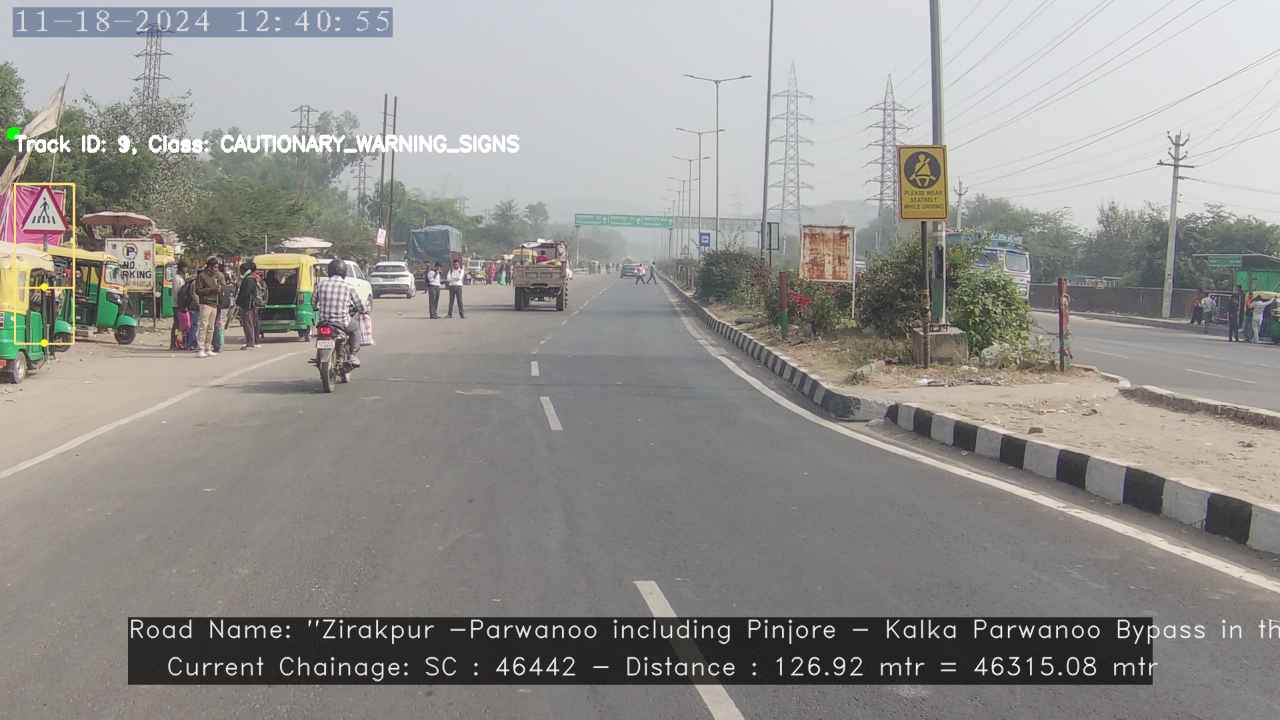 11-18-2024 12:40:55
Track ID: 9, Class: CAUTIONARY_WARNING_SIGNS
PLEASE WEAR
SEATBELT
WHILE DRIVING
NO
PARKING
Road Name: "Zirakpur -Parwanoo including Pinjore - Kalka Parwanoo Bypass in th
Current Chainage: SC : 46442 - Distance : 126.92 mtr = 46315.08 mtr